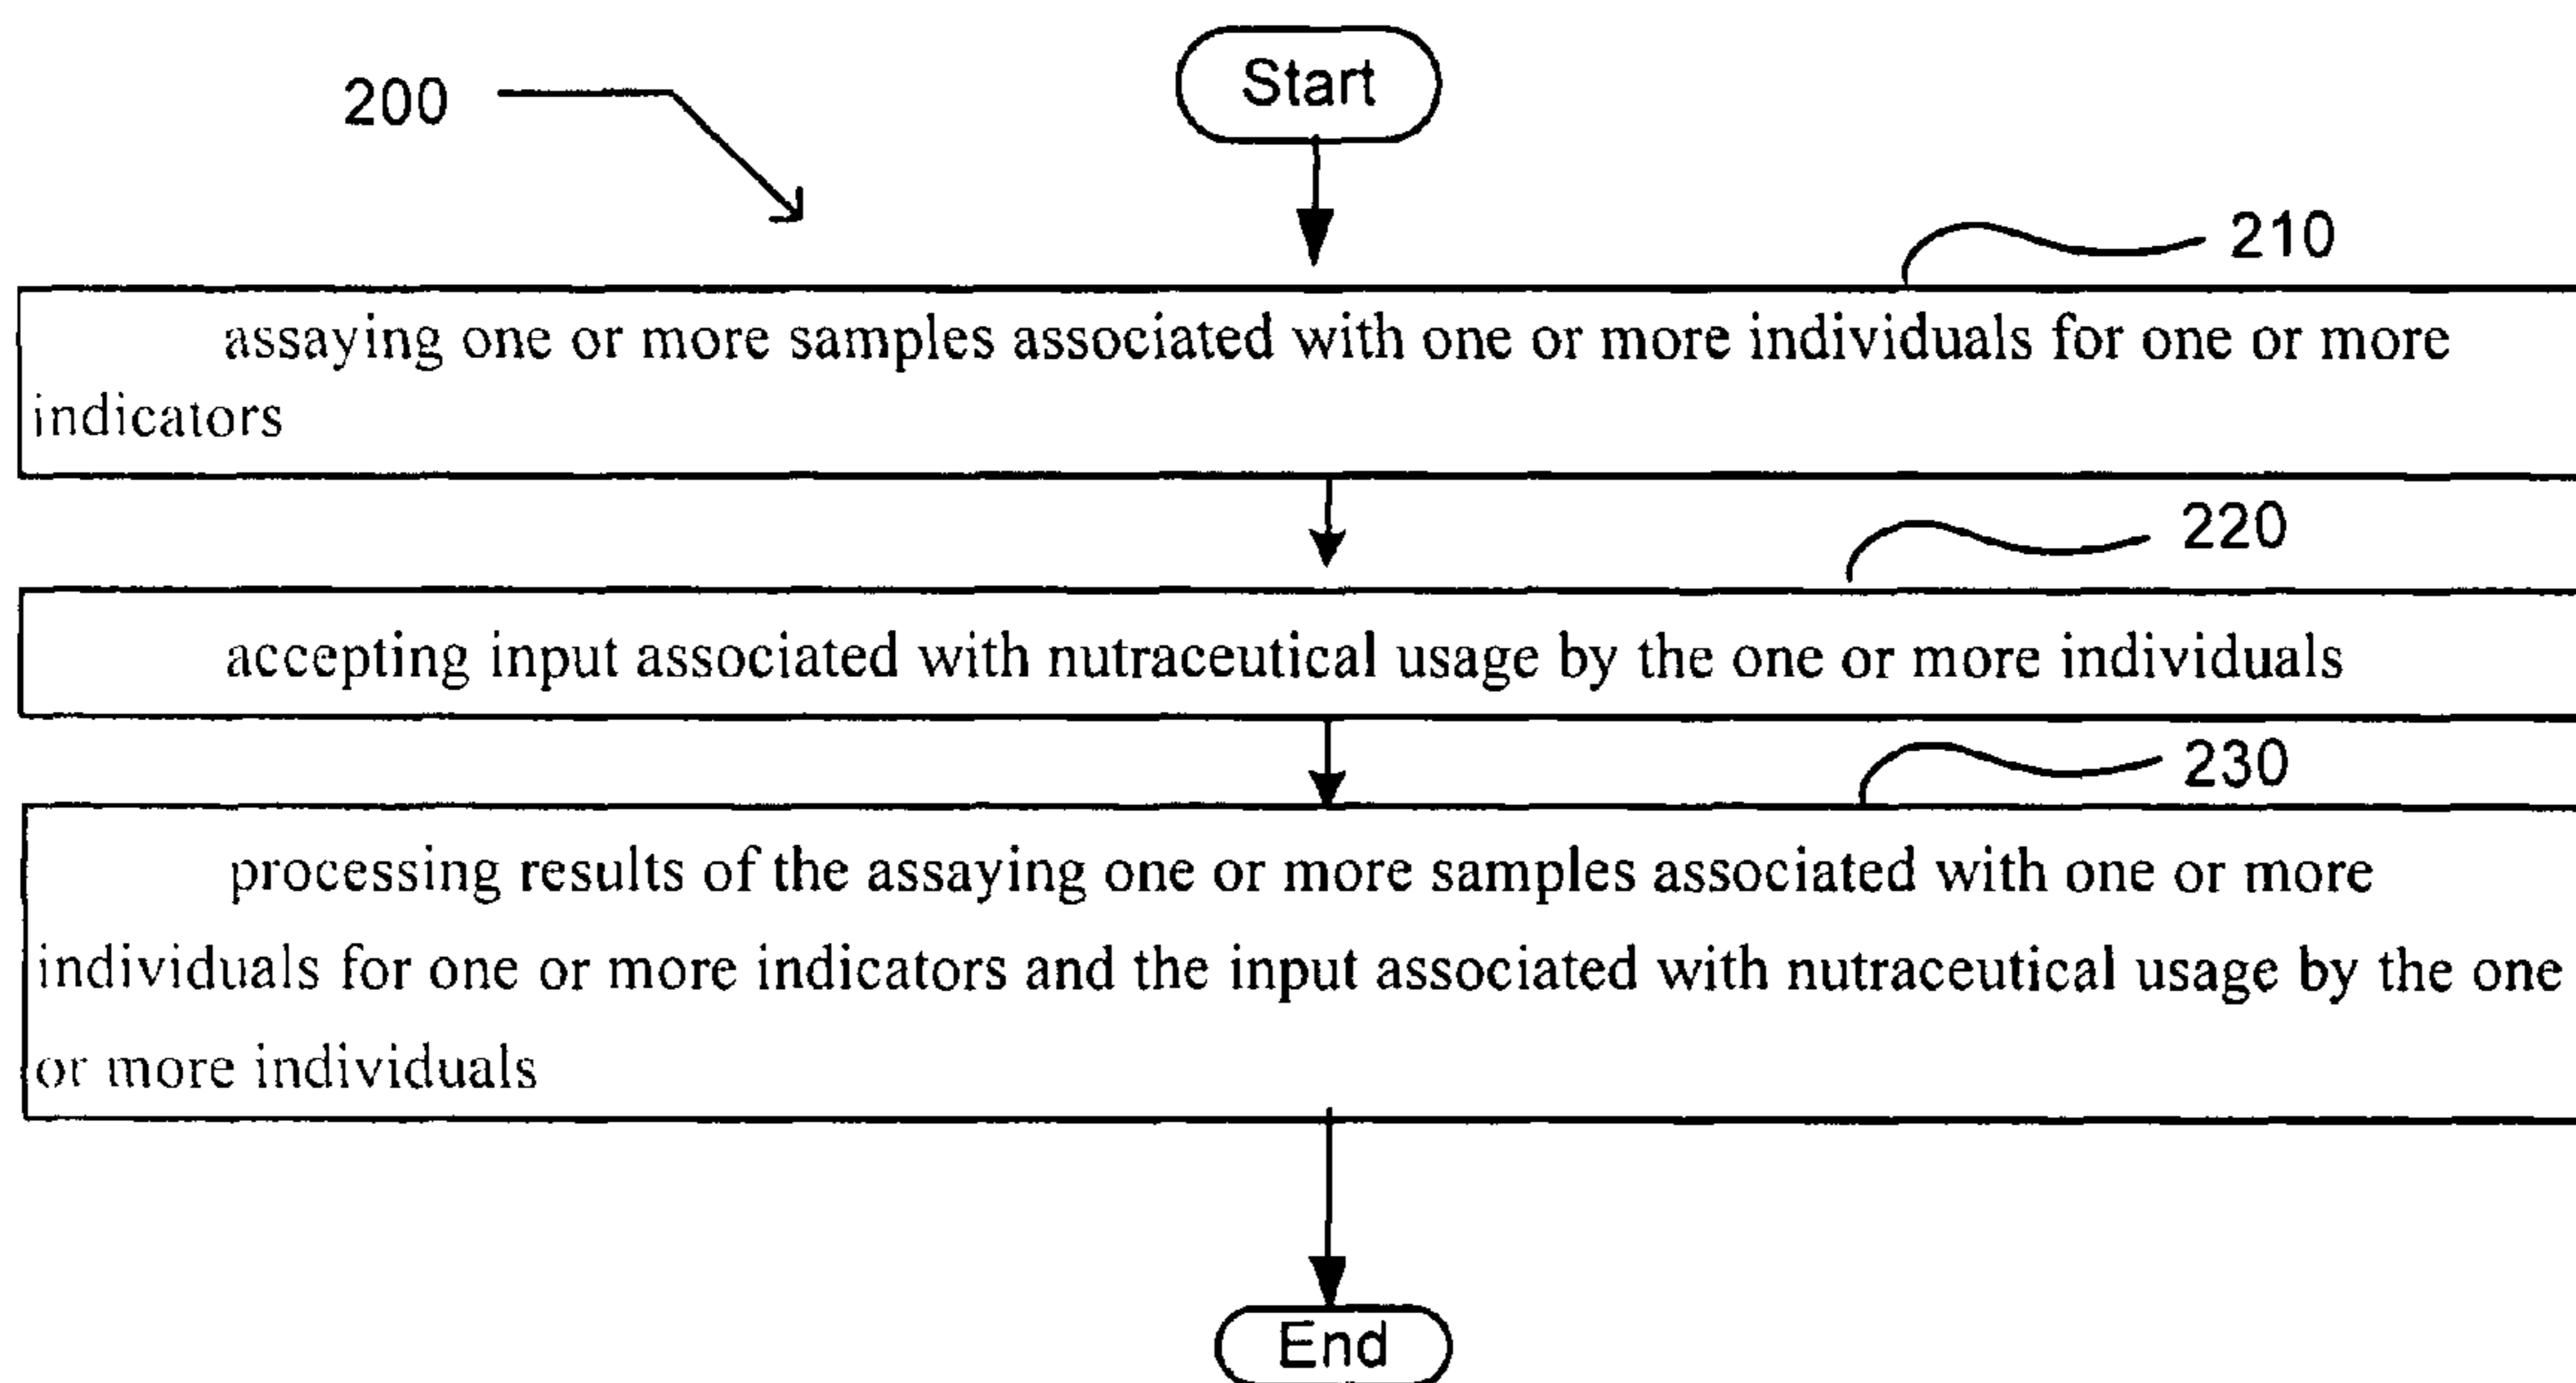 Start
200
210
assaying one or more samples associated with one or more individuals for one or more
indicators
220
accepting input associated with nutraceutical usage by the one or more individuals
230
processing results of the assaying one or more samples associated with one or more
individuals for one or more indicators and the input associated with nutraceutical usage by the one
or more individuals
End